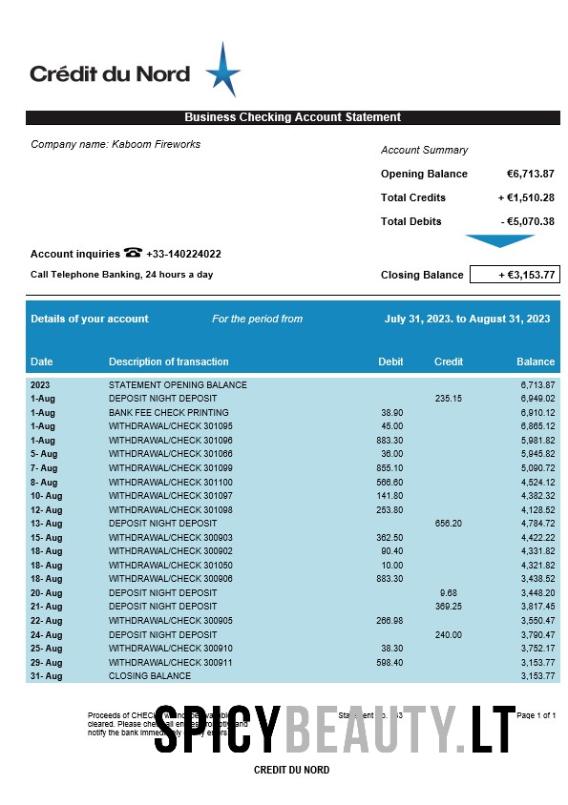 Crédit du Nord
Business Checking Account Statement
Company name: Kaboom Fireworks
Account Summary
Opening Balance €6,713.87
Total Credits + €1,510.28
Total Debits - €5,070.38
Account inquiries ☎ +33-140224022
Call Telephone Banking, 24 hours a day
Closing Balance + €3,153.77
Details of your account For the period from July 31, 2023. to August 31, 2023
Date Description of transaction Debit Credit Balance
2023 STATEMENT OPENING BALANCE 6,713.87
1-Aug DEPOSIT NIGHT DEPOSIT 235.15 6,949.02
1-Aug BANK FEE CHECK PRINTING 38.90 6,910.12
1-Aug WITHDRAWAL/CHECK 301095 45.00 6,865.12
1-Aug WITHDRAWAL/CHECK 301096 883.30 5,981.82
5- Aug WITHDRAWAL/CHECK 301066 36.00 5,945.82
7- Aug WITHDRAWAL/CHECK 301099 855.10 5,090.72
8- Aug WITHDRAWAL/CHECK 301100 566.60 4,524.12
10- Aug WITHDRAWAL/CHECK 301097 141.80 4,382.32
12- Aug WITHDRAWAL/CHECK 301098 253.80 4,128.52
13- Aug DEPOSIT NIGHT DEPOSIT 656.20 4,784.72
15- Aug WITHDRAWAL/CHECK 300903 362.50 4,422.22
18- Aug WITHDRAWAL/CHECK 300902 90.40 4,331.82
18- Aug WITHDRAWAL/CHECK 301050 10.00 4,321.82
18- Aug WITHDRAWAL/CHECK 300906 883.30 3,438.52
20- Aug DEPOSIT NIGHT DEPOSIT 9.68 3,448.20
21- Aug DEPOSIT NIGHT DEPOSIT 369.25 3,817.45
22- Aug WITHDRAWAL/CHECK 300905 266.98 3,550.47
24- Aug DEPOSIT NIGHT DEPOSIT 240.00 3,790.47
25- Aug WITHDRAWAL/CHECK 300910 38.30 3,752.17
29- Aug WITHDRAWAL/CHECK 300911 598.40 3,153.77
31- Aug CLOSING BALANCE 3,153.77
Proceeds of Page 1 of 1
cleared. Please
notify the bank
SPICYBEAUTY.LT
CREDIT DU NORD